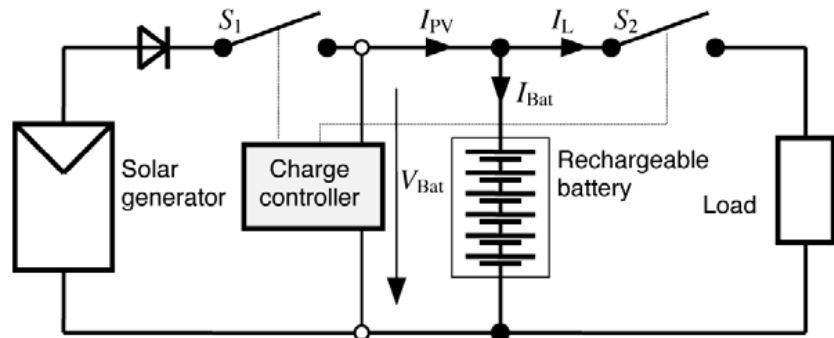 S1
IPV
IL
S2
IBat
Solar
generator
Charge
controller
VBat
Rechargeable
battery
Load